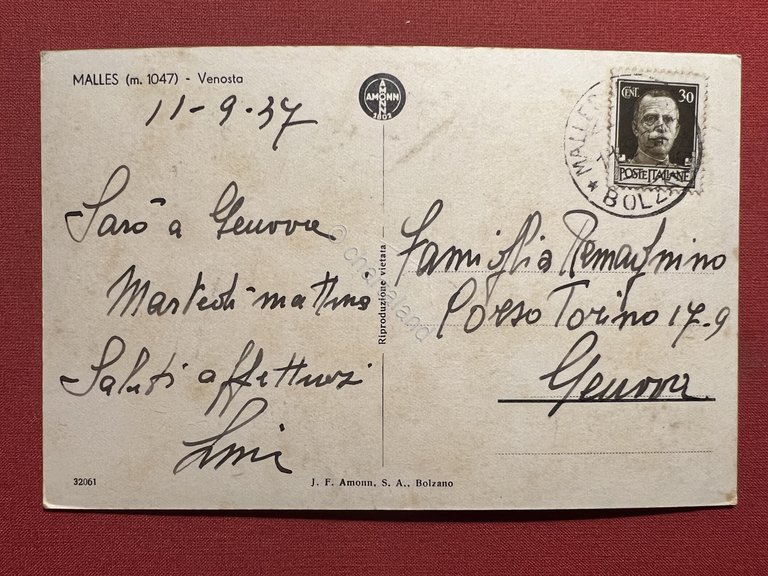 MALLES (m. 1047) - Venosta
11-9-37
AMONN
1802
CENT. 30
POSTE ITALIANE
MALLES
BOLZ
Sarò a Genova
Martedì mattina
Saluti affettuosi
Famiglia Remaggnino
Corso Torino 17.9
Genova
Riproduzione vietata
32061
J. F. Amonn, S. A., Bolzano